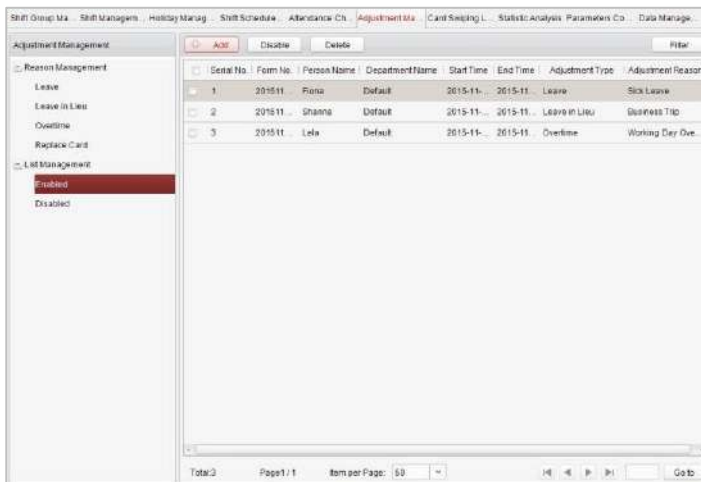 Shift Group Ma... Shift Managem... Holiday Manag... Shift Schedule... Attendance Ch... Adjustment Ma... Card Swiping L... Statistic Analysis Parameters Co... Data Manage...
Adjustment Management
Add Disable Delete Filter
Reason Management
Leave
Leave in Lieu
Overtime
Replace Card
List Management
Enabled
Disabled
Serial No. Form No. Person Name Department Name Start Time End Time Adjustment Type Adjustment Reason
1 201511... Fiona Default 2015-11-... 2015-11... Leave Sick Leave
2 201511... Shanna Default 2015-11-... 2015-11... Leave in Lieu Business Trip
3 201511... Lela Default 2015-11-... 2015-11... Overtime Working Day Ove...
Total:3 Page1/1 Item per Page: 50 Go to